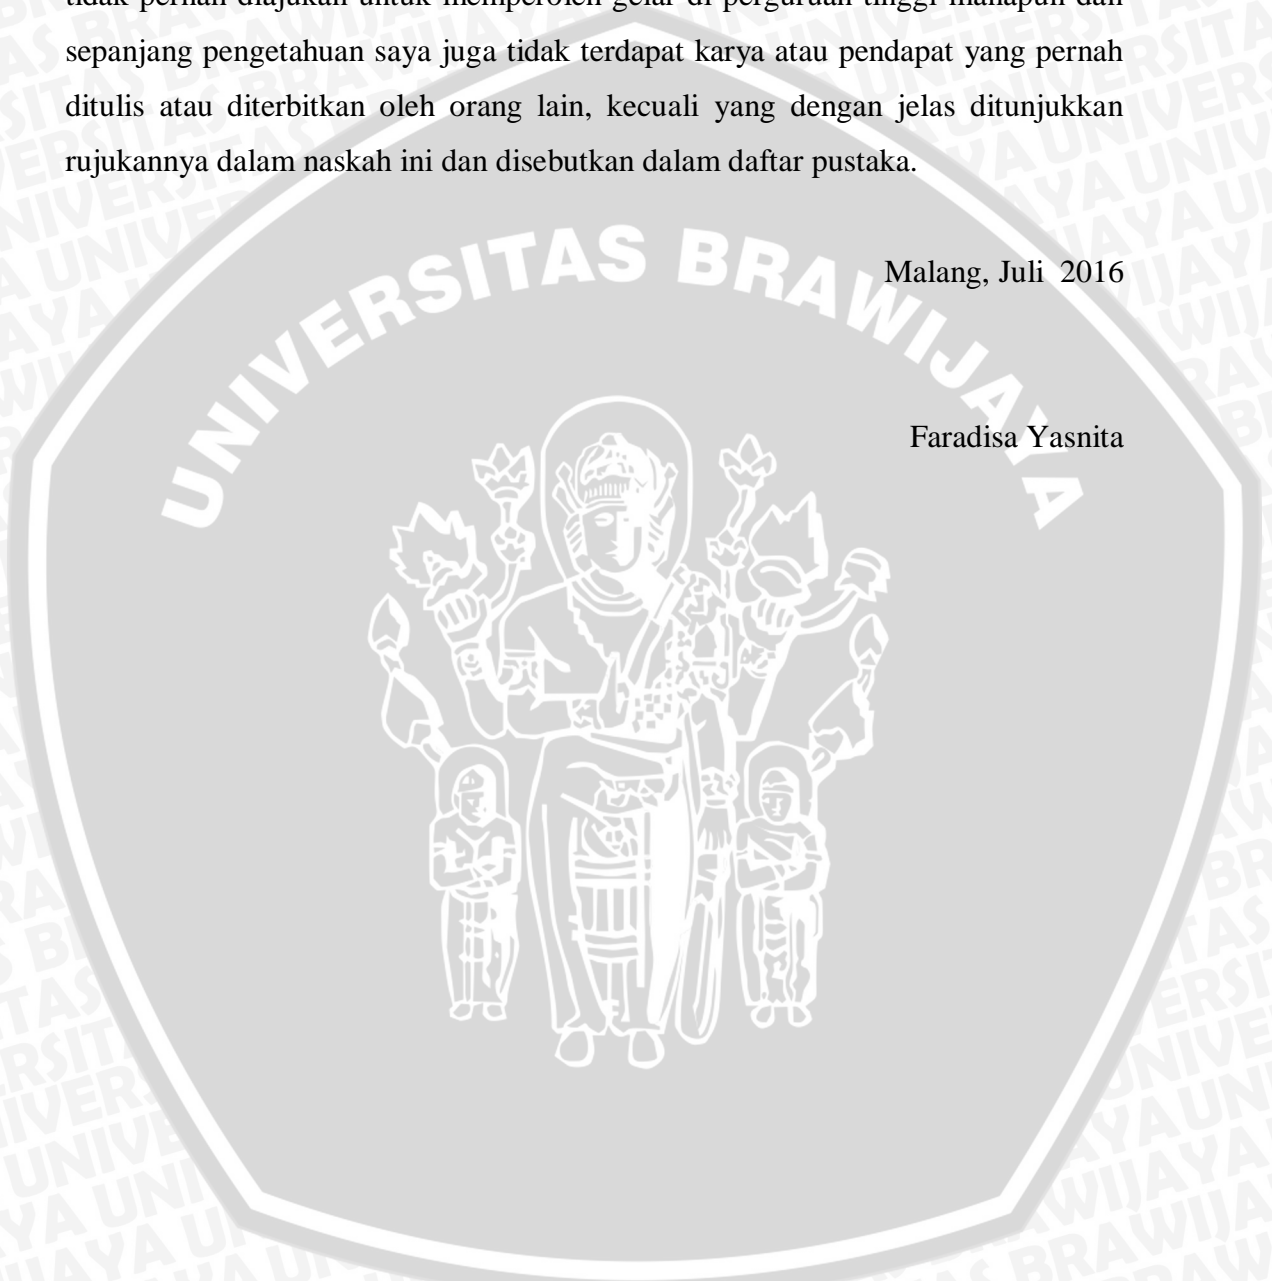 tidak pernah diajukan untuk memperoleh gelar di perguruan tinggi manapun dan
sepanjang pengetahuan saya juga tidak terdapat karya atau pendapat yang pernah
ditulis atau diterbitkan oleh orang lain, kecuali yang dengan jelas ditunjukkan
rujukannya dalam naskah ini dan disebutkan dalam daftar pustaka.
UNIVERSITAS BRAWIJAYA
Malang, Juli 2016
Faradisa Yasnita